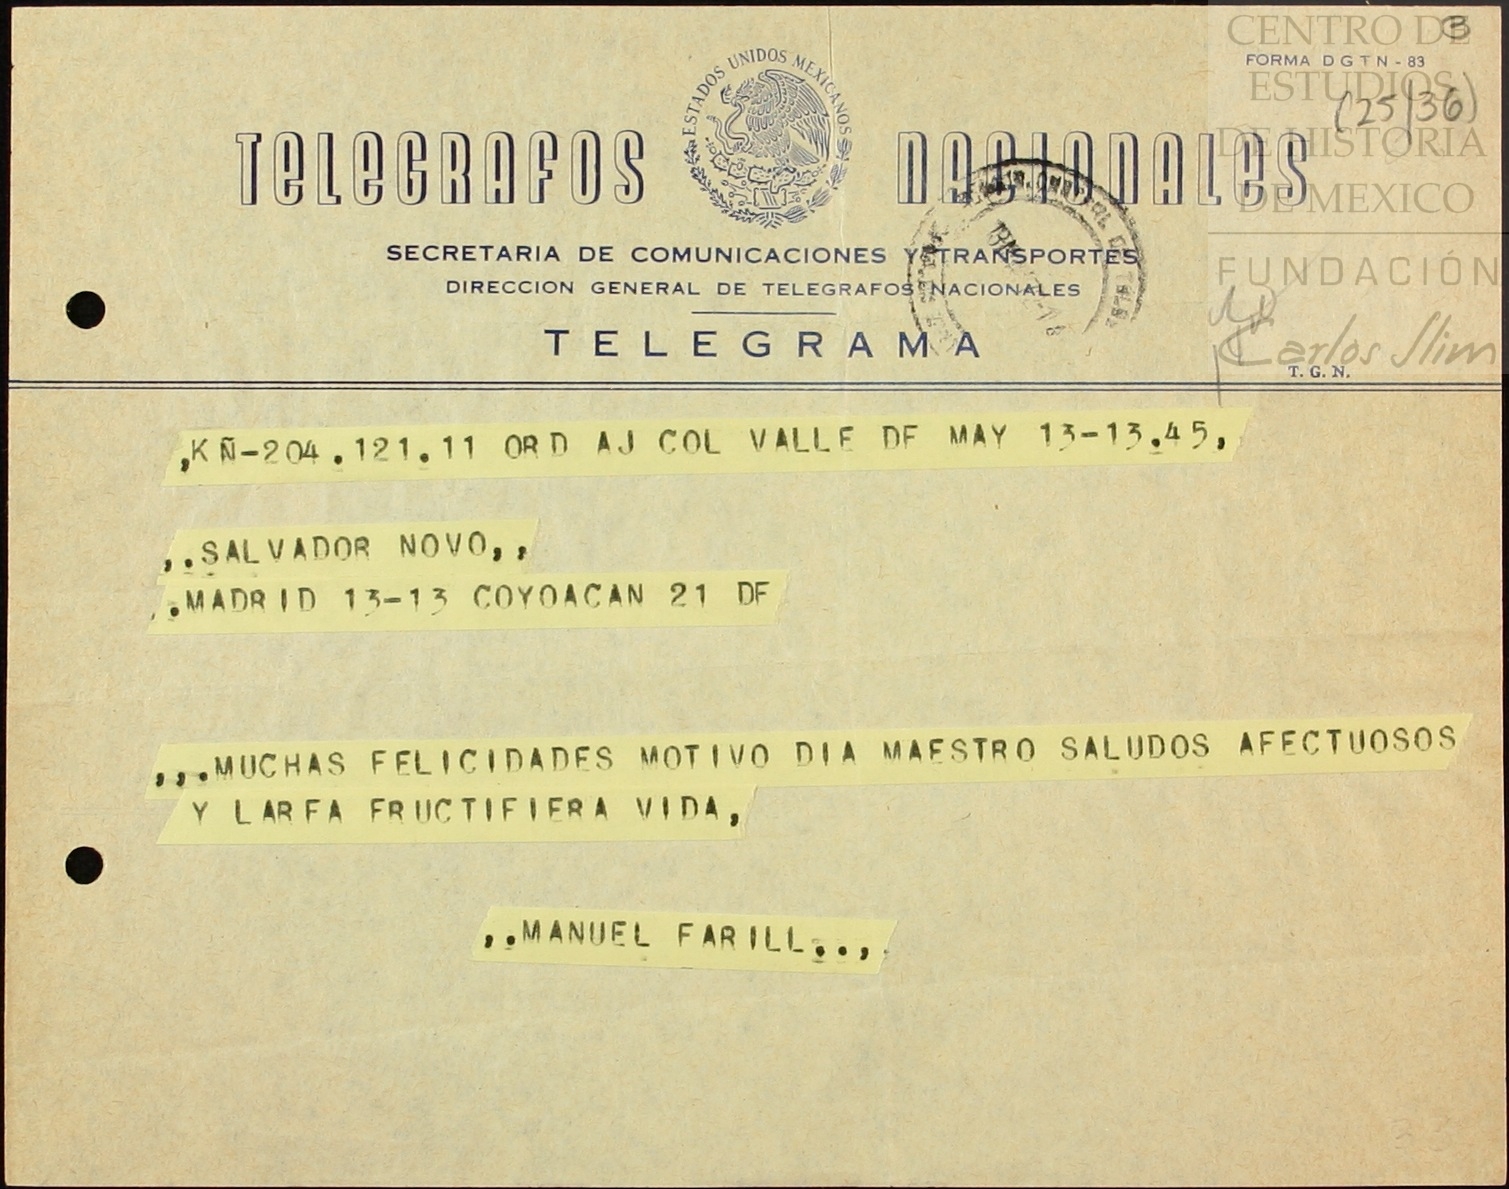 CENTRO DE
ESTUDIOS
DE HISTORIA
DE MEXICO
FUNDACIÓN
Carlos Slim
FORMA D G T N - 83
(25/36)
ESTADOS UNIDOS MEXICANOS
TELEGRAFOS NACIONALES
SECRETARIA DE COMUNICACIONES Y TRANSPORTES
DIRECCION GENERAL DE TELEGRAFOS NACIONALES
TELEGRAMA
T. G. N.
,KÑ-204.121.11 ORD AJ COL VALLE DF MAY 13-13.45,
,.SALVADOR NOVO,,
,.MADRID 13-13 COYOACAN 21 DF
,,.MUCHAS FELICIDADES MOTIVO DIA MAESTRO SALUDOS AFECTUOSOS
Y LARFA FRUCTIFIERA VIDA,
,.MANUEL FARILL..,